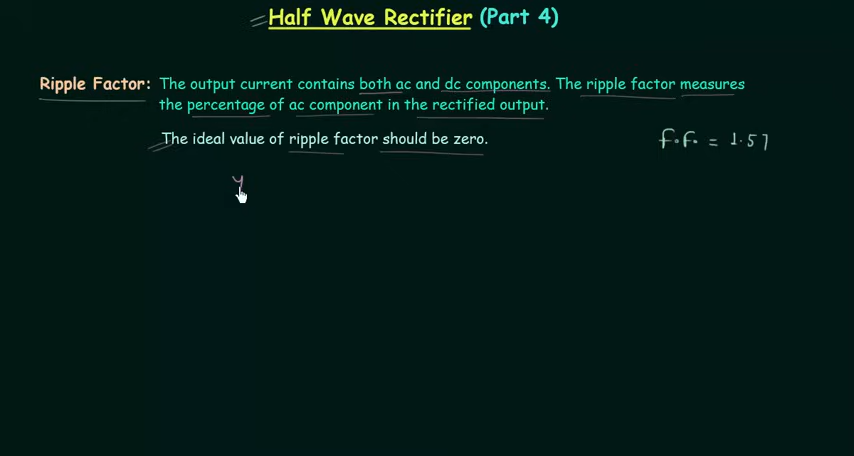 Half Wave Rectifier (Part 4)
Ripple Factor: The output current contains both ac and dc components. The ripple factor measures
the percentage of ac component in the rectified output.
The ideal value of ripple factor should be zero.
F.F. = 1.57